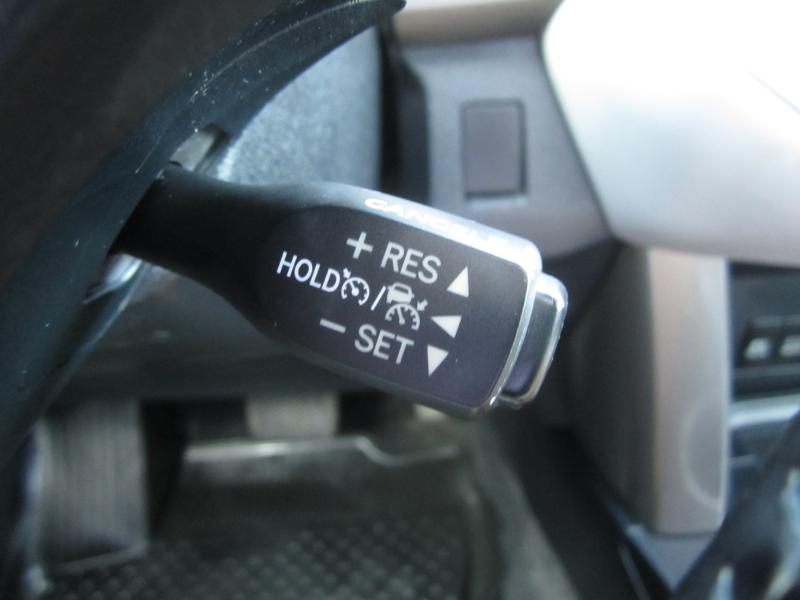 CANCEL
+ RES
HOLD /
− SET